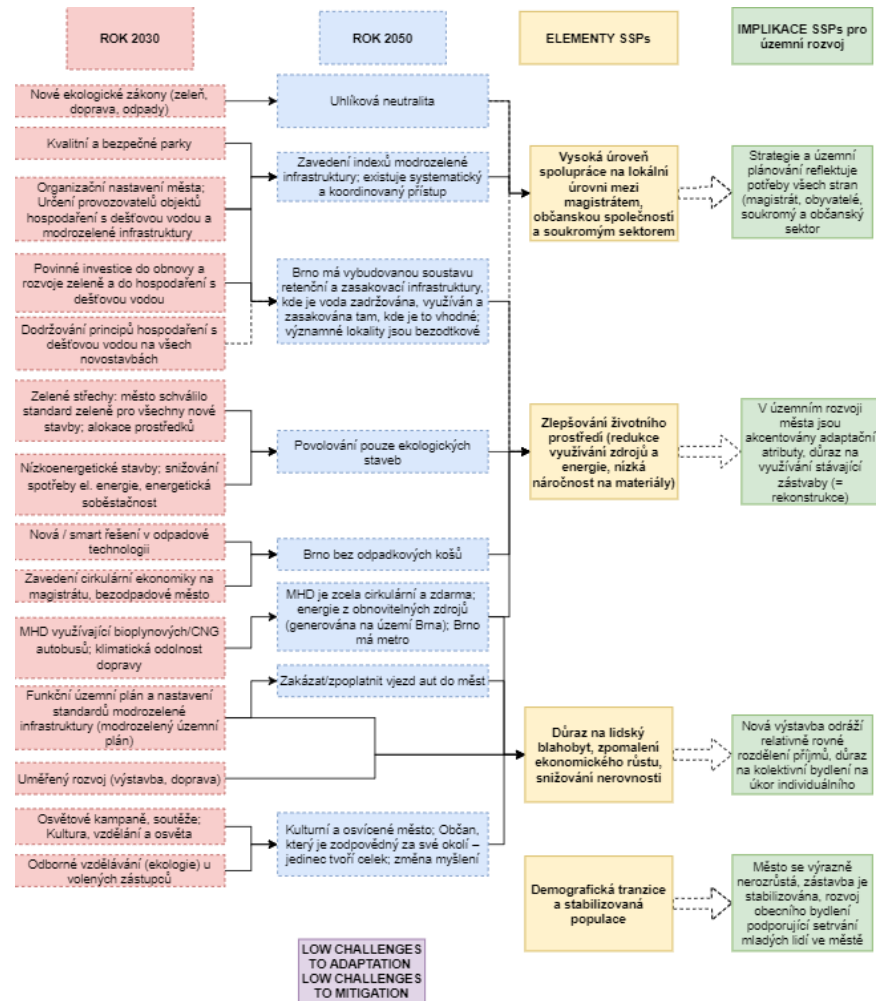 ROK 2030
ROK 2050
ELEMENTY SSPs
IMPLIKACE SSPs pro
územní rozvoj
Nové ekologické zákony (zeleň,
doprava, odpady)
Kvalitní a bezpečné parky
Organizační nastavení města;
Určení provozovatelů objektů
hospodaření s dešťovou vodou a
modrozelené infrastruktury
Povinné investice do obnovy a
rozvoje zeleně a do hospodaření s
dešťovou vodou
Dodržování principů hospodaření s
dešťovou vodou na všech
novostavbách
Zelené střechy: město schválilo
standard zeleně pro všechny nové
stavby; alokace prostředků
Nízkoenergetické stavby; snižování
spotřeby el. energie, energetická
soběstačnost
Nová / smart řešení v odpadové
technologii
Zavedení cirkulární ekonomiky na
magistrátu, bezodpadové město
MHD využívající bioplynových/CNG
autobusů; klimatická odolnost
dopravy
Funkční územní plán a nastavení
standardů modrozelené
infrastruktury (modrozelený územní
plán)
Uměřený rozvoj (výstavba, doprava)
Osvětové kampaně, soutěže;
Kultura, vzdělání a osvěta
Odborné vzdělávání (ekologie) u
volených zástupců
Uhlíková neutralita
Zavedení indexů modrozelené
infrastruktury; existuje systematický
a koordinovaný přístup
Brno má vybudovanou soustavu
retenční a zasakovací infrastruktury,
kde je voda zadržována, využíván a
zasakována tam, kde je to vhodné;
významné lokality jsou bezodtkové
Povolování pouze ekologických
staveb
Brno bez odpadkových košů
MHD je zcela cirkulární a zdarma;
energie z obnovitelných zdrojů
(generována na území Brna); Brno
má metro
Zakázat/zpoplatnit vjezd aut do měst
Kulturní a osvícené město; Občan,
který je zodpovědný za své okolí –
jedinec tvoří celek; změna myšlení
Vysoká úroveň
spolupráce na lokální
úrovni mezi
magistrátem,
občanskou společností
a soukromým sektorem
Zlepšování životního
prostředí (redukce
využívání zdrojů a
energie, nízká
náročnost na materiály)
Důraz na lidský
blahobyt, zpomalení
ekonomického růstu,
snižování nerovnosti
Demografická tranzice
a stabilizovaná
populace
Strategie a územní
plánování reflektuje
potřeby všech stran
(magistrát, obyvatelé,
soukromý a občanský
sektor
V územním rozvoji
města jsou
akcentovány adaptační
atributy, důraz na
využívání stávající
zástvaby (=
rekonstrukce)
Nová výstavba odráží
relativně rovné
rozdělení příjmů, důraz
na kolektivní bydlení na
úkor individuálního
Město se výrazně
nerozrůstá, zástavba je
stabilizována, rozvoj
obecního bydlení
podporující setrvání
mladých lidí ve městě
LOW CHALLENGES
TO ADAPTATION
LOW CHALLENGES
TO MITIGATION